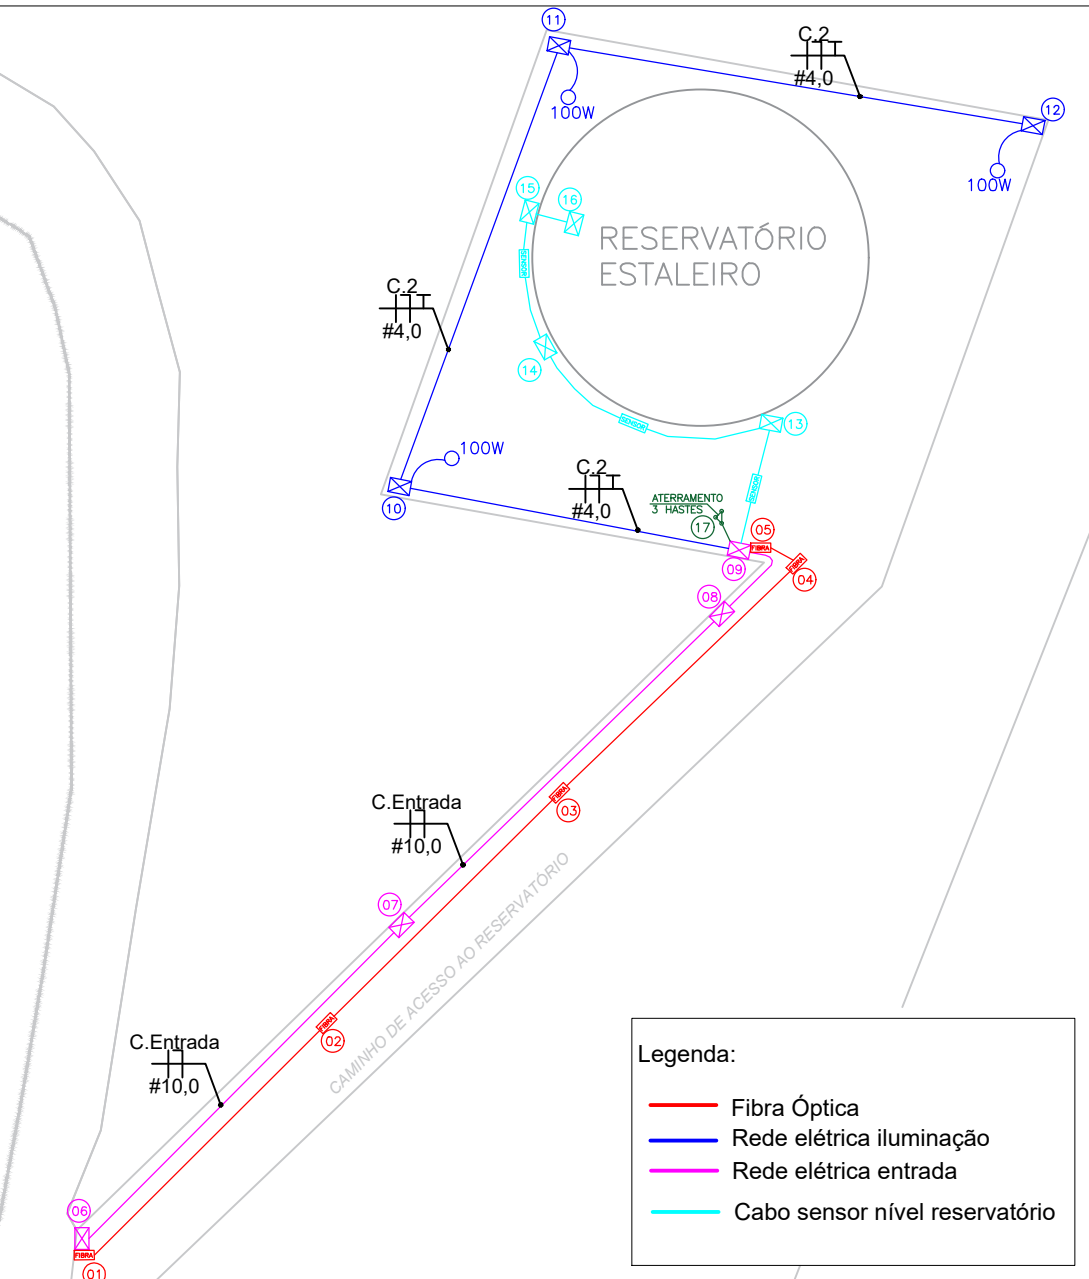 11
C.2
#4,0
12
100W
100W
15
16
RESERVATÓRIO
ESTALEIRO
SENSOR
C.2
#4,0
14
SENSOR
13
100W
C.2
#4,0
SENSOR
ATERRAMENTO
3 HASTES
10
17
05
FIBRA
09
FIBRA
04
08
C.Entrada
#10,0
FIBRA
03
07
CAMINHO DE ACESSO AO RESERVATÓRIO
FIBRA
02
C.Entrada
#10,0
06
FIBRA
01
Legenda:
Fibra Óptica
Rede elétrica iluminação
Rede elétrica entrada
Cabo sensor nível reservatório